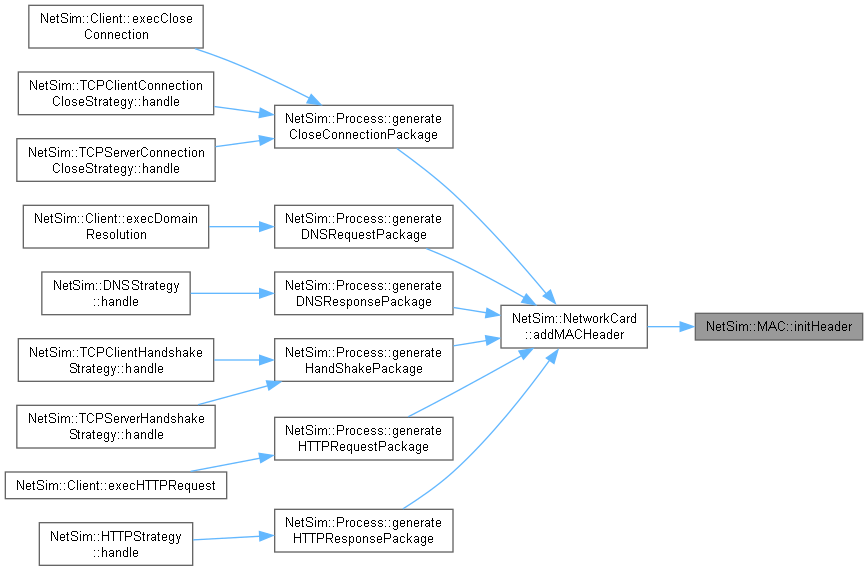 NetSim::Client::execClose
Connection
NetSim::TCPClientConnection
CloseStrategy::handle
NetSim::TCPServerConnection
CloseStrategy::handle
NetSim::Client::execDomain
Resolution
NetSim::DNSStrategy
::handle
NetSim::TCPClientHandshake
Strategy::handle
NetSim::TCPServerHandshake
Strategy::handle
NetSim::Client::execHTTPRequest
NetSim::HTTPStrategy
::handle
NetSim::Process::generate
CloseConnectionPackage
NetSim::Process::generate
DNSRequestPackage
NetSim::Process::generate
DNSResponsePackage
NetSim::Process::generate
HandShakePackage
NetSim::Process::generate
HTTPRequestPackage
NetSim::Process::generate
HTTPResponsePackage
NetSim::NetworkCard
::addMACHeader
NetSim::MAC::initHeader